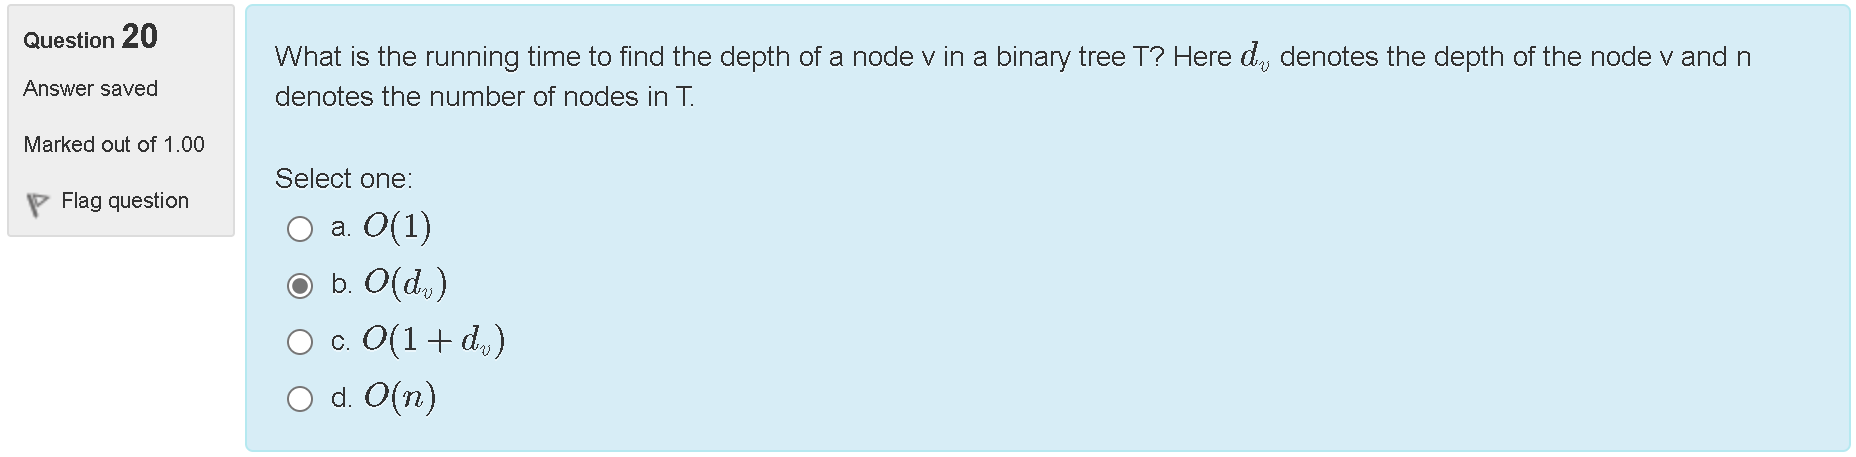 Question 20
Answer saved
Marked out of 1.00
Flag question
What is the running time to find the depth of a node v in a binary tree T? Here d_v denotes the depth of the node v and n
denotes the number of nodes in T.
Select one:
a. O(1)
b. O(d_v)
c. O(1 + d_v)
d. O(n)